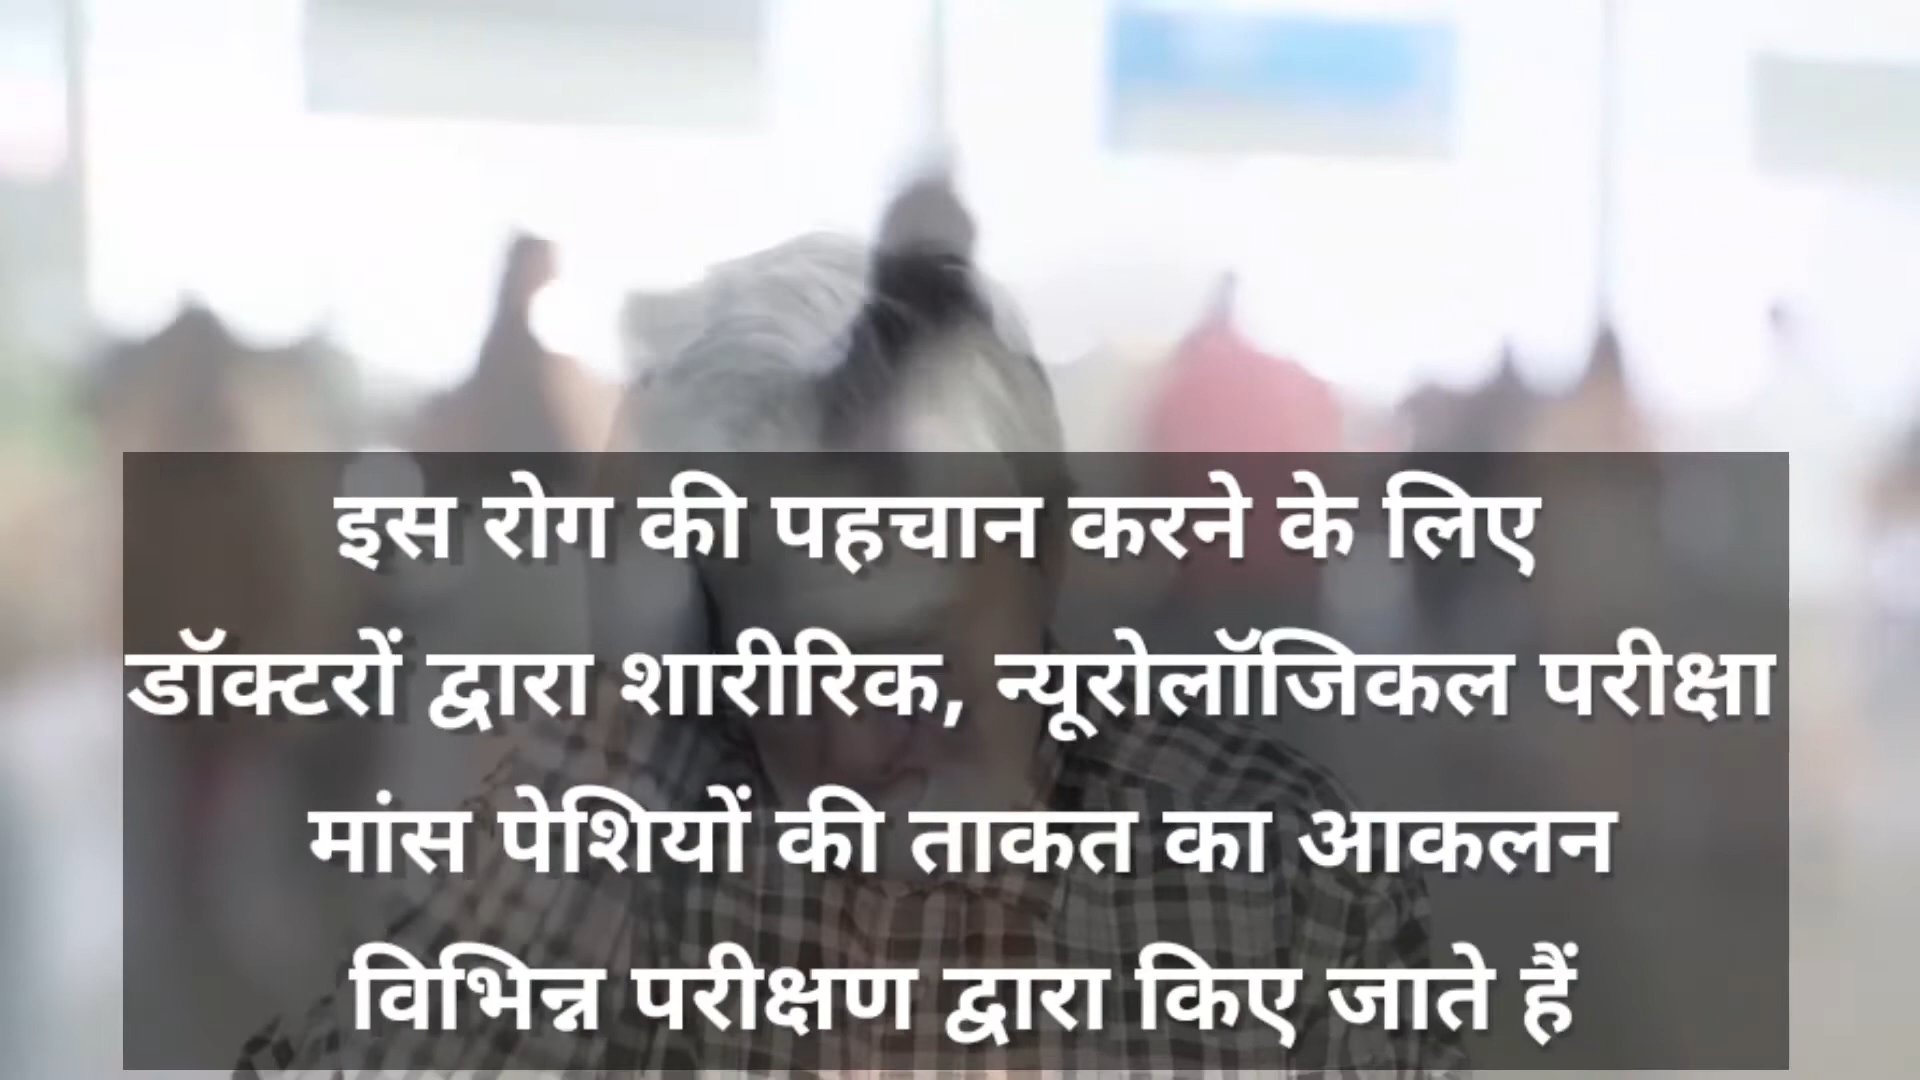 इस रोग की पहचान करने के लिए
डॉक्टरों द्वारा शारीरिक, न्यूरोलॉजिकल परीक्षा
मांस पेशियों की ताकत का आकलन
विभिन्न परीक्षण द्वारा किए जाते हैं